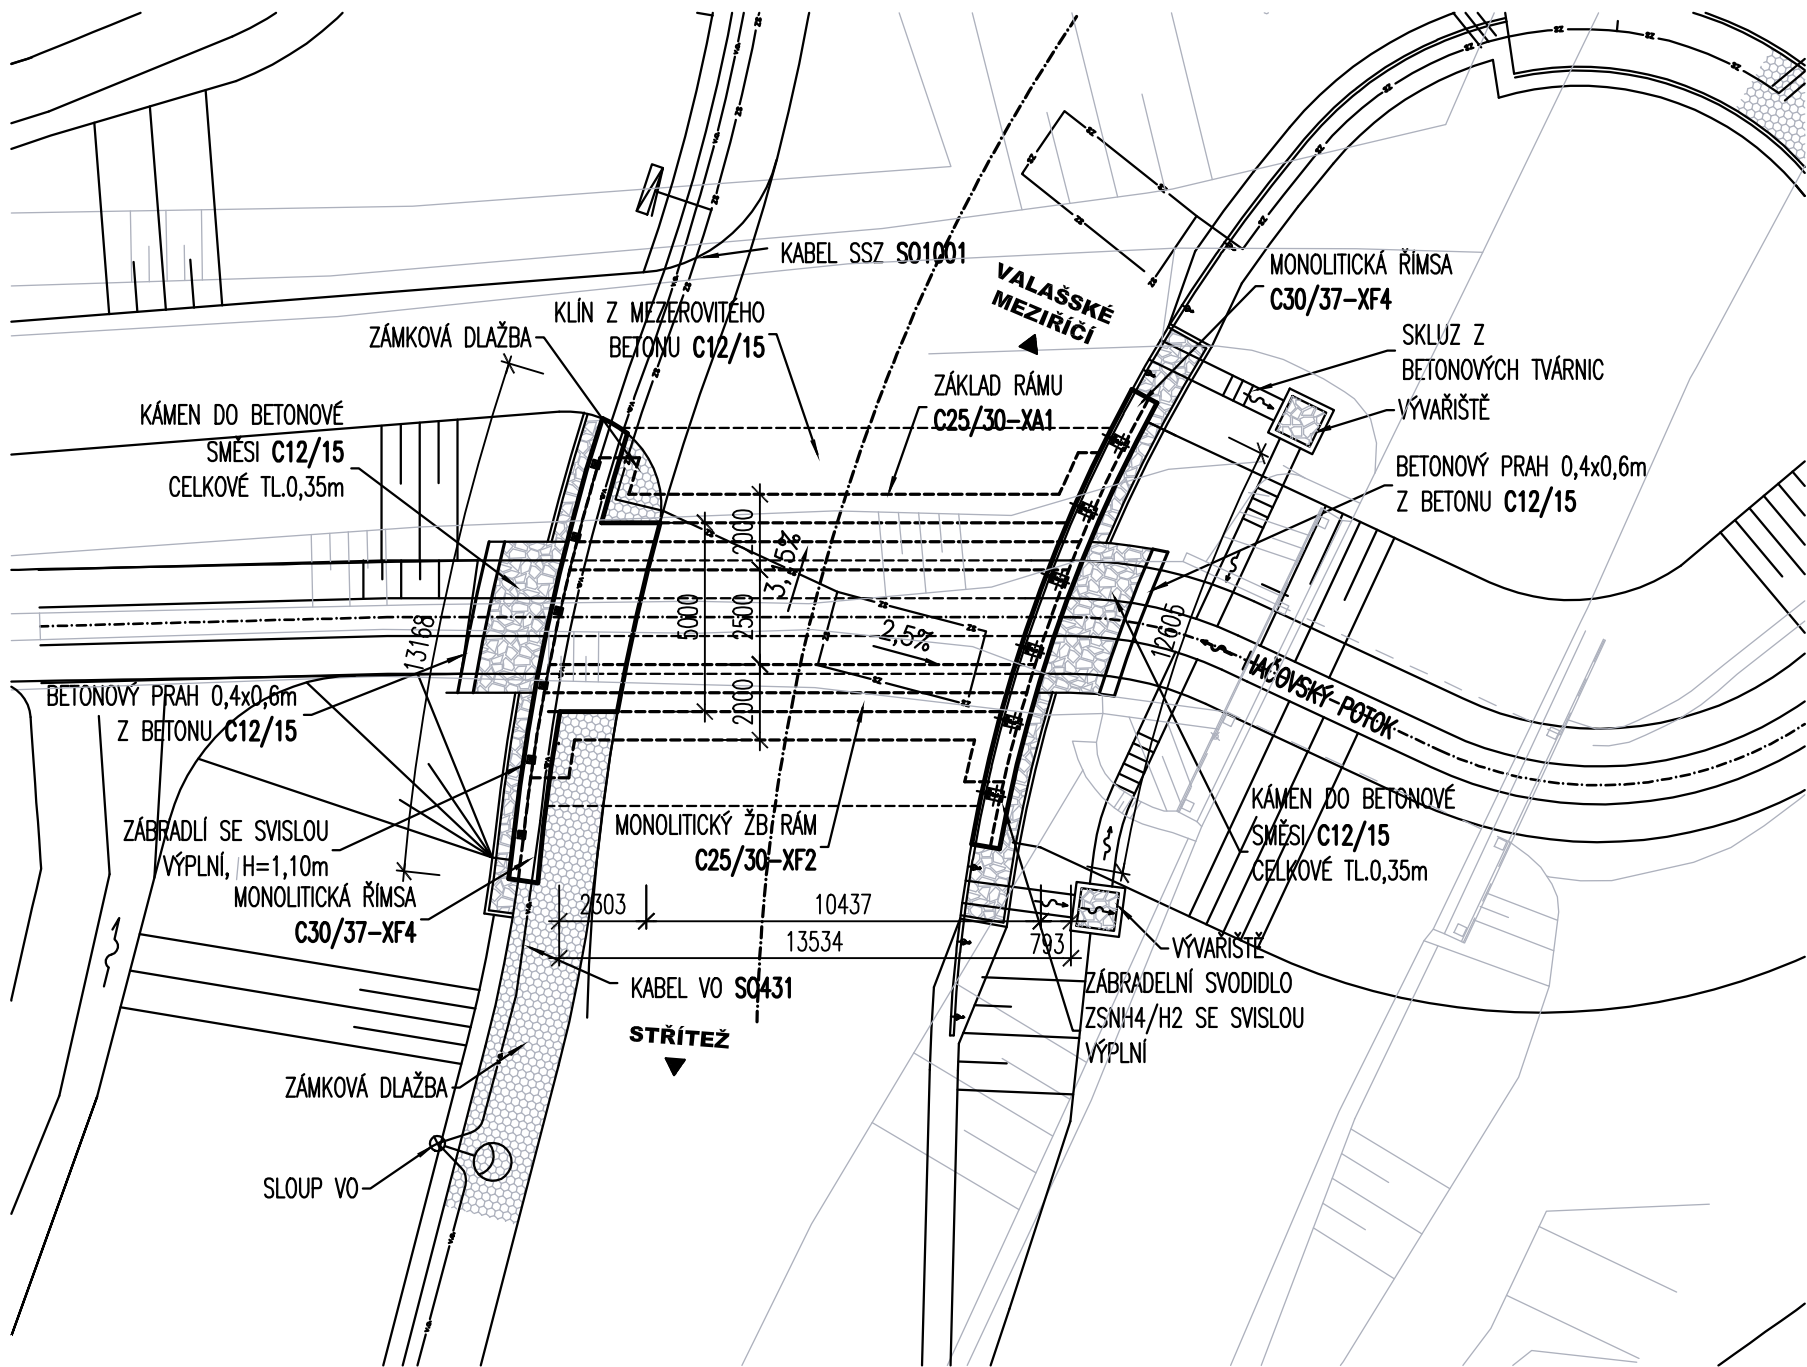 KABEL SSZ SO1001
VALAŠSKÉ
MEZIŘÍČÍ
MONOLITICKÁ ŘÍMSA
C30/37-XF4
KLÍN Z MEZEROVITÉHO
BETONU C12/15
ZÁMKOVÁ DLAŽBA
SKLUZ Z
BETONOVÝCH TVÁRNIC
ZÁKLAD RÁMU
C25/30-XA1
VÝVAŘIŠTĚ
KÁMEN DO BETONOVÉ
SMĚSI C12/15
CELKOVÉ TL.0,35m
BETONOVÝ PRAH 0,4x0,6m
Z BETONU C12/15
2000
3,15%
5000
2500
2,5%
2000
13168
12605
HAČOVSKÝ POTOK
BETONOVÝ PRAH 0,4x0,6m
Z BETONU C12/15
ZÁBRADLÍ SE SVISLOU
VÝPLNÍ, H=1,10m
MONOLITICKÝ ŽB RÁM
C25/30-XF2
KÁMEN DO BETONOVÉ
SMĚSI C12/15
CELKOVÉ TL.0,35m
MONOLITICKÁ ŘÍMSA
C30/37-XF4
2303
10437
13534
793
VÝVAŘIŠTĚ
KABEL VO SO431
ZÁBRADELNÍ SVODIDLO
ZSNH4/H2 SE SVISLOU
VÝPLNÍ
STŘÍTEŽ
ZÁMKOVÁ DLAŽBA
SLOUP VO